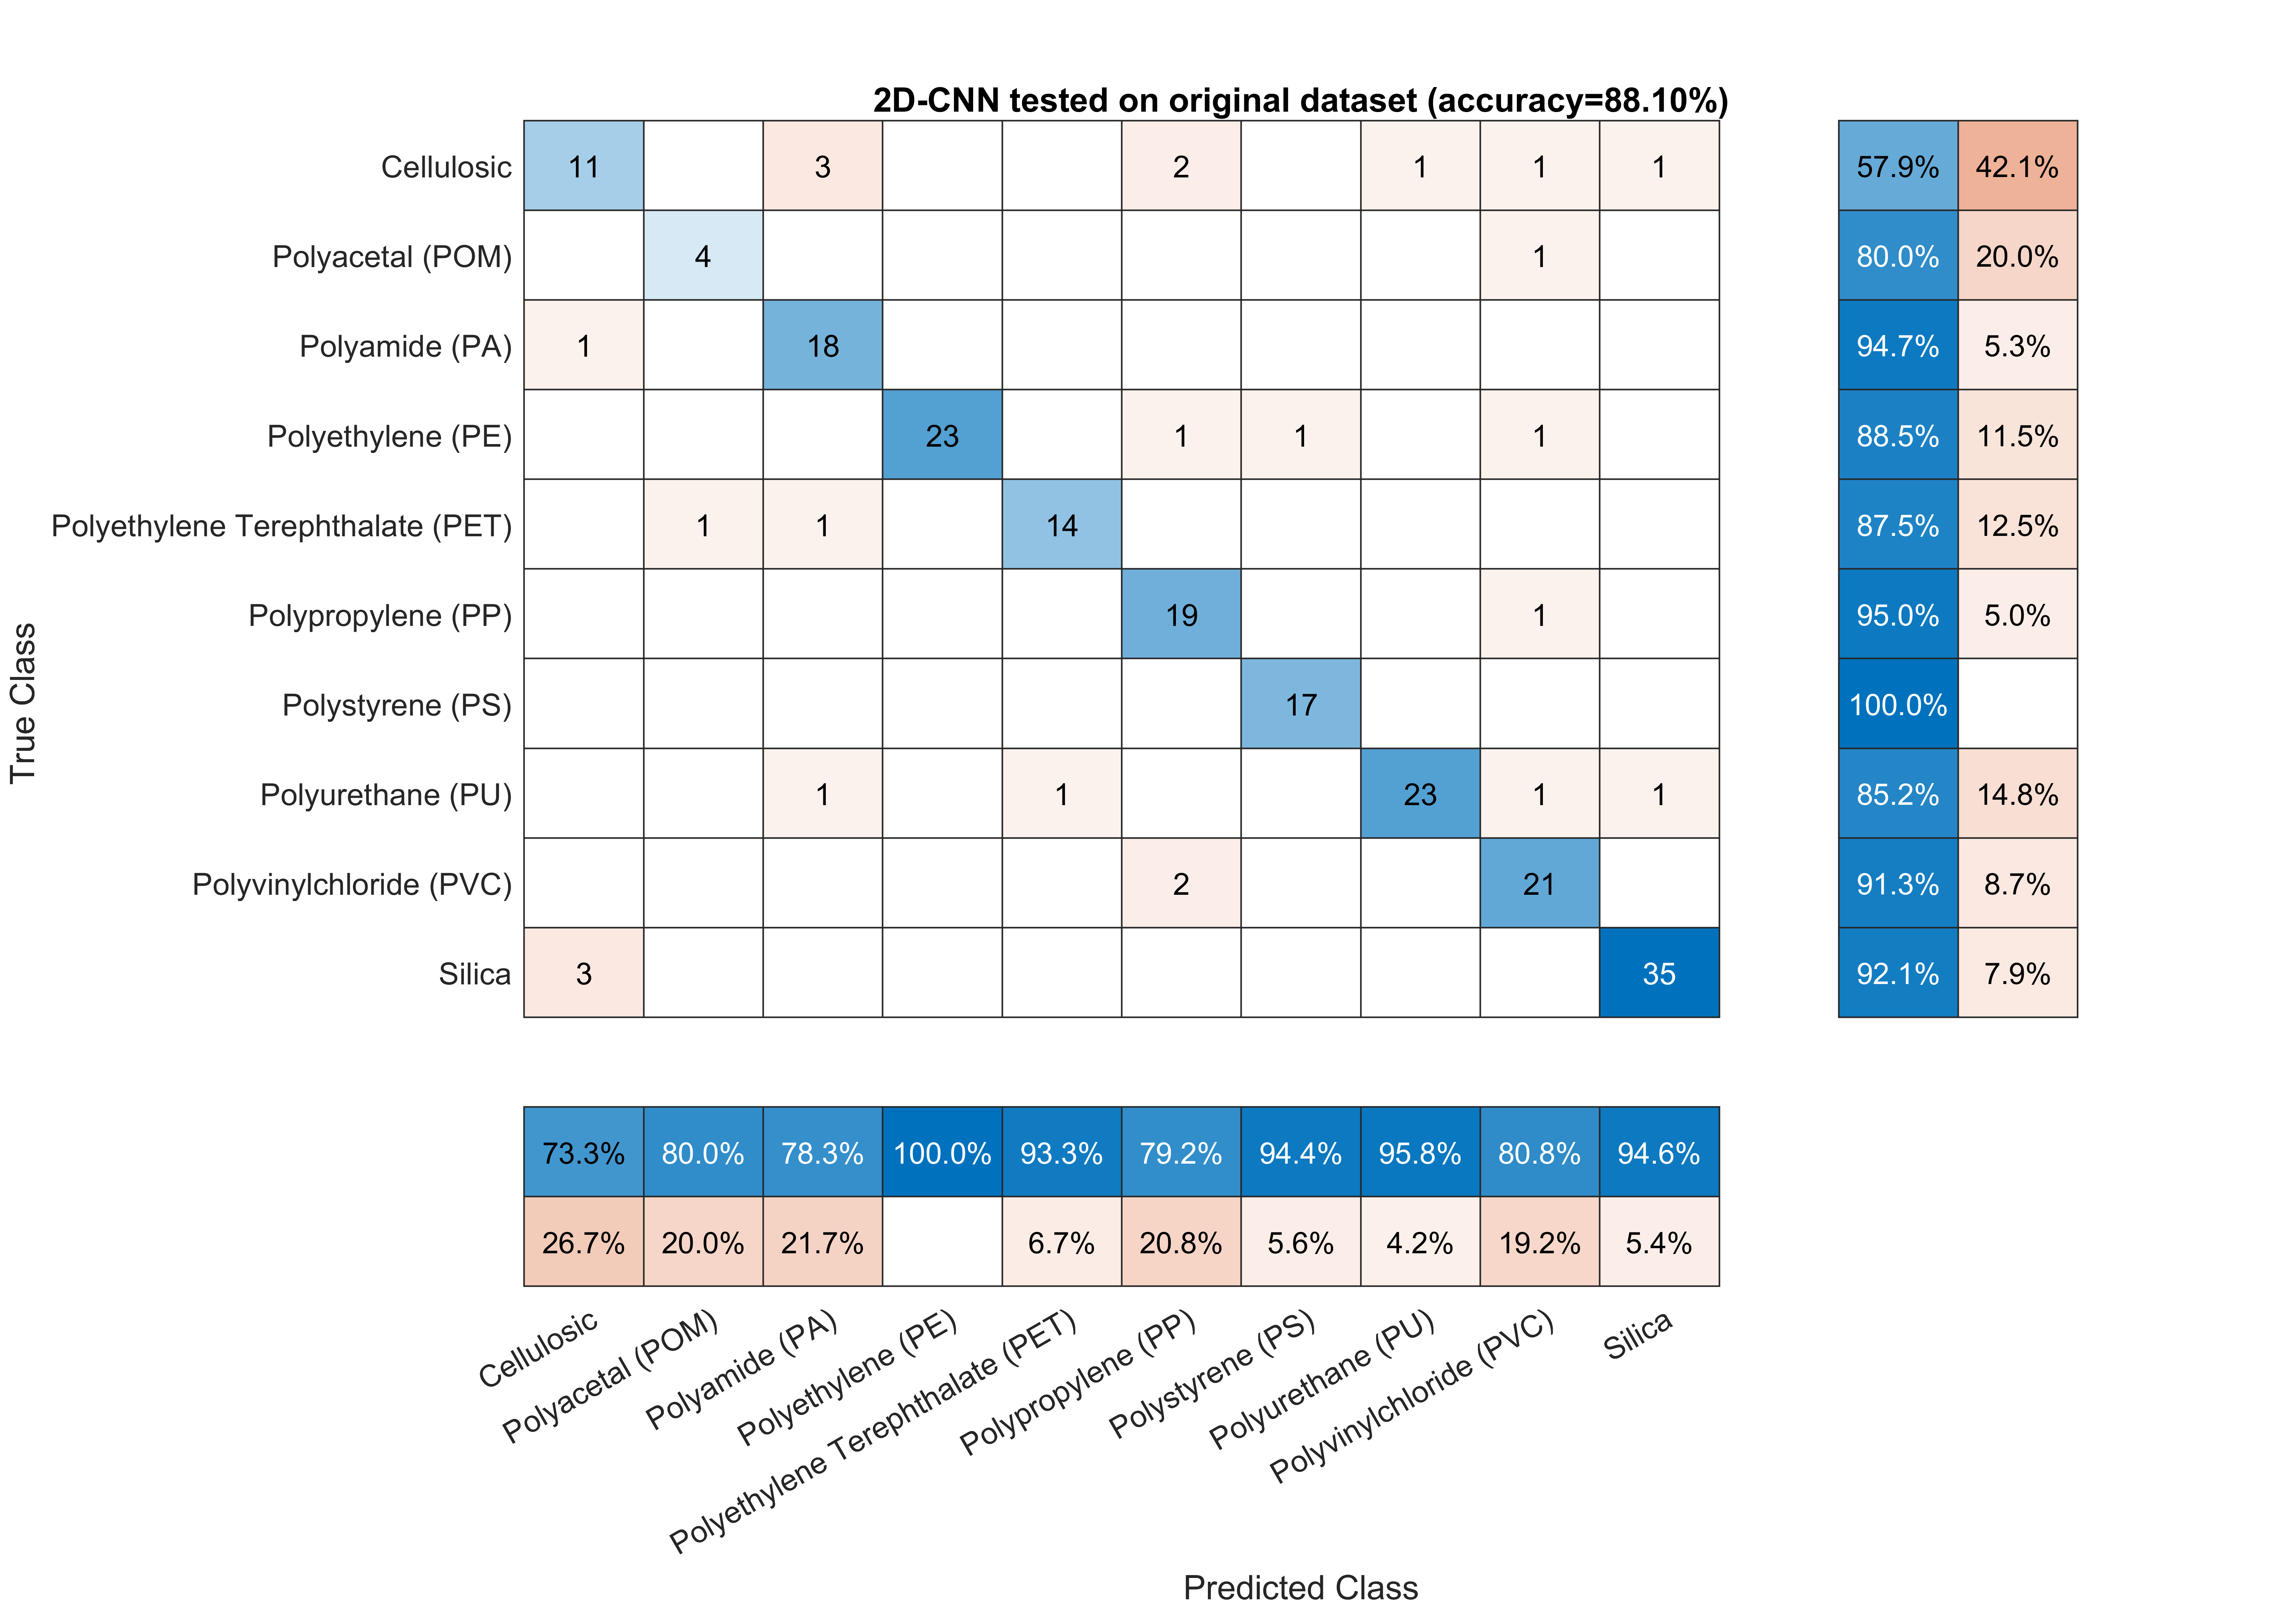 2D-CNN tested on original dataset (accuracy=88.10%)
Cellulosic 11 3 2 1 1 1 57.9% 42.1%
Polyacetal (POM) 4 1 80.0% 20.0%
Polyamide (PA) 1 18 94.7% 5.3%
Polyethylene (PE) 23 1 1 1 88.5% 11.5%
Polyethylene Terephthalate (PET) 1 1 14 87.5% 12.5%
Polypropylene (PP) 19 1 95.0% 5.0%
Polystyrene (PS) 17 100.0%
Polyurethane (PU) 1 1 23 1 1 85.2% 14.8%
Polyvinylchloride (PVC) 2 21 91.3% 8.7%
Silica 3 35 92.1% 7.9%
True Class
73.3% 80.0% 78.3% 100.0% 93.3% 79.2% 94.4% 95.8% 80.8% 94.6%
26.7% 20.0% 21.7% 6.7% 20.8% 5.6% 4.2% 19.2% 5.4%
Cellulosic
Polyacetal (POM)
Polyamide (PA)
Polyethylene (PE)
Polyethylene Terephthalate (PET)
Polypropylene (PP)
Polystyrene (PS)
Polyurethane (PU)
Polyvinylchloride (PVC)
Silica
Predicted Class